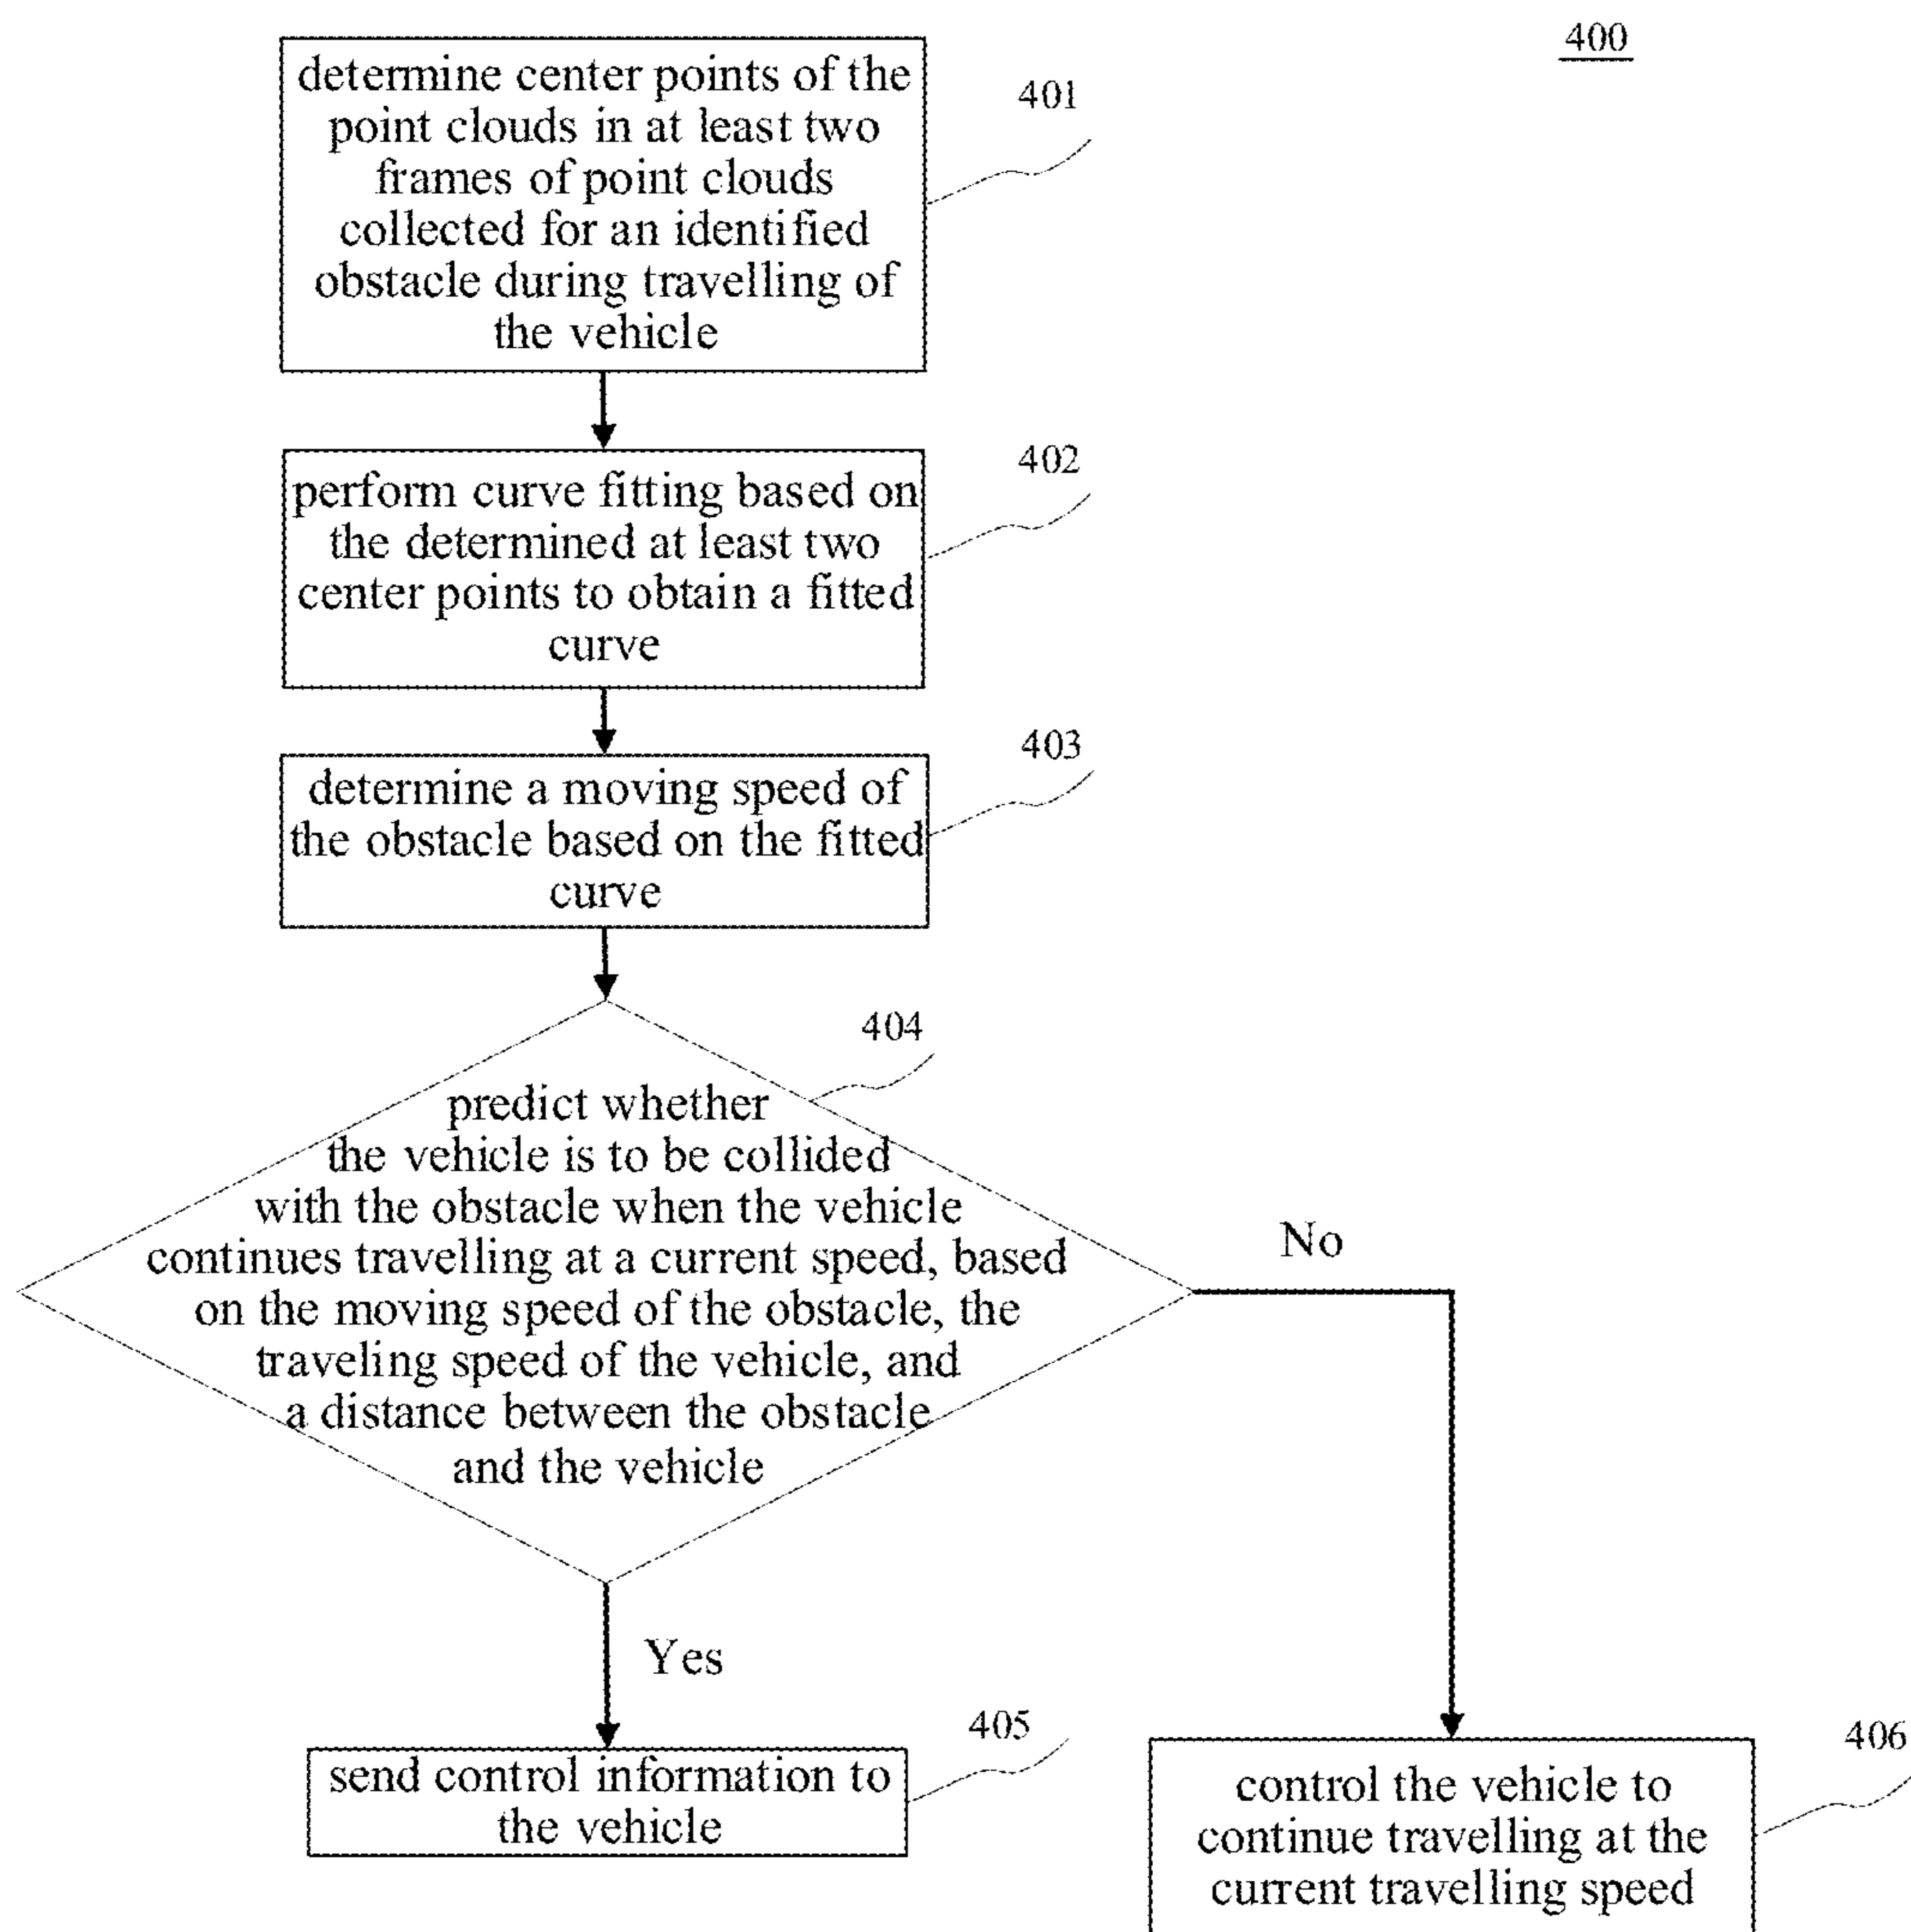 400
determine center points of the
point clouds in at least two
frames of point clouds
collected for an identified
obstacle during travelling of
the vehicle
401
perform curve fitting based on
the determined at least two
center points to obtain a fitted
curve
402
determine a moving speed of
the obstacle based on the fitted
curve
403
404
predict whether
the vehicle is to be collided
with the obstacle when the vehicle
continues travelling at a current speed, based
on the moving speed of the obstacle, the
traveling speed of the vehicle, and
a distance between the obstacle
and the vehicle
No
Yes
405
send control information to
the vehicle
406
control the vehicle to
continue travelling at the
current travelling speed